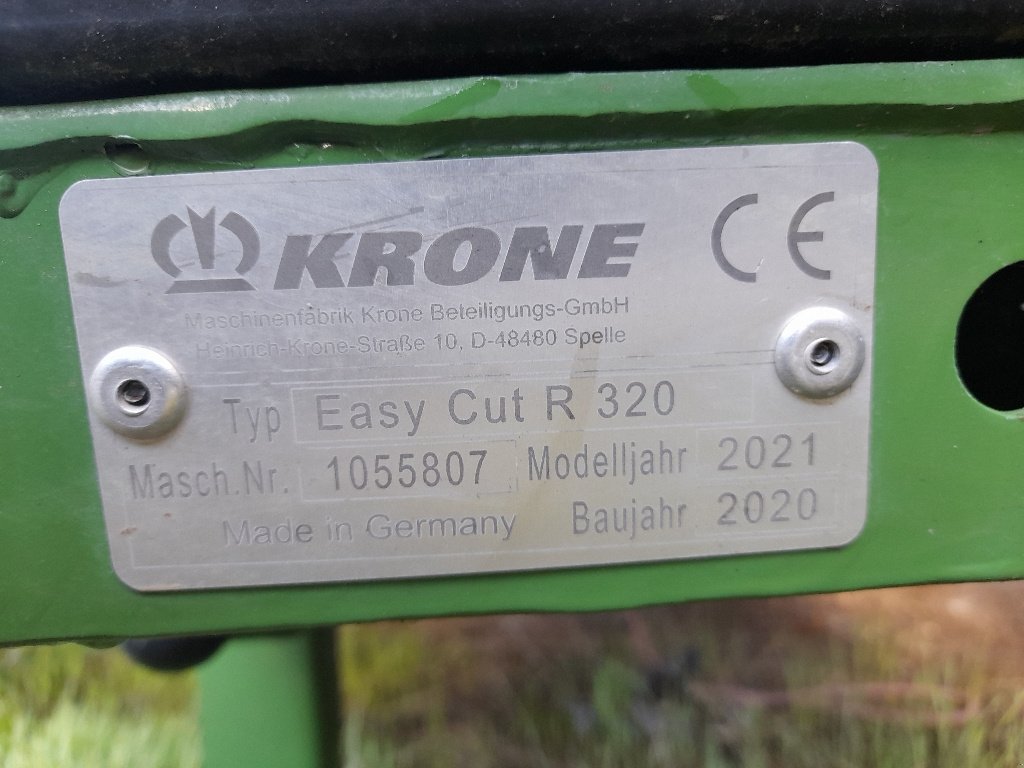 KRONE CE
Maschinenfabrik Krone Beteiligungs-GmbH
Heinrich-Krone-Straße 10, D-48480 Spelle
Typ Easy Cut R 320
Masch.Nr. 1055807 Modelljahr 2021
Made in Germany Baujahr 2020